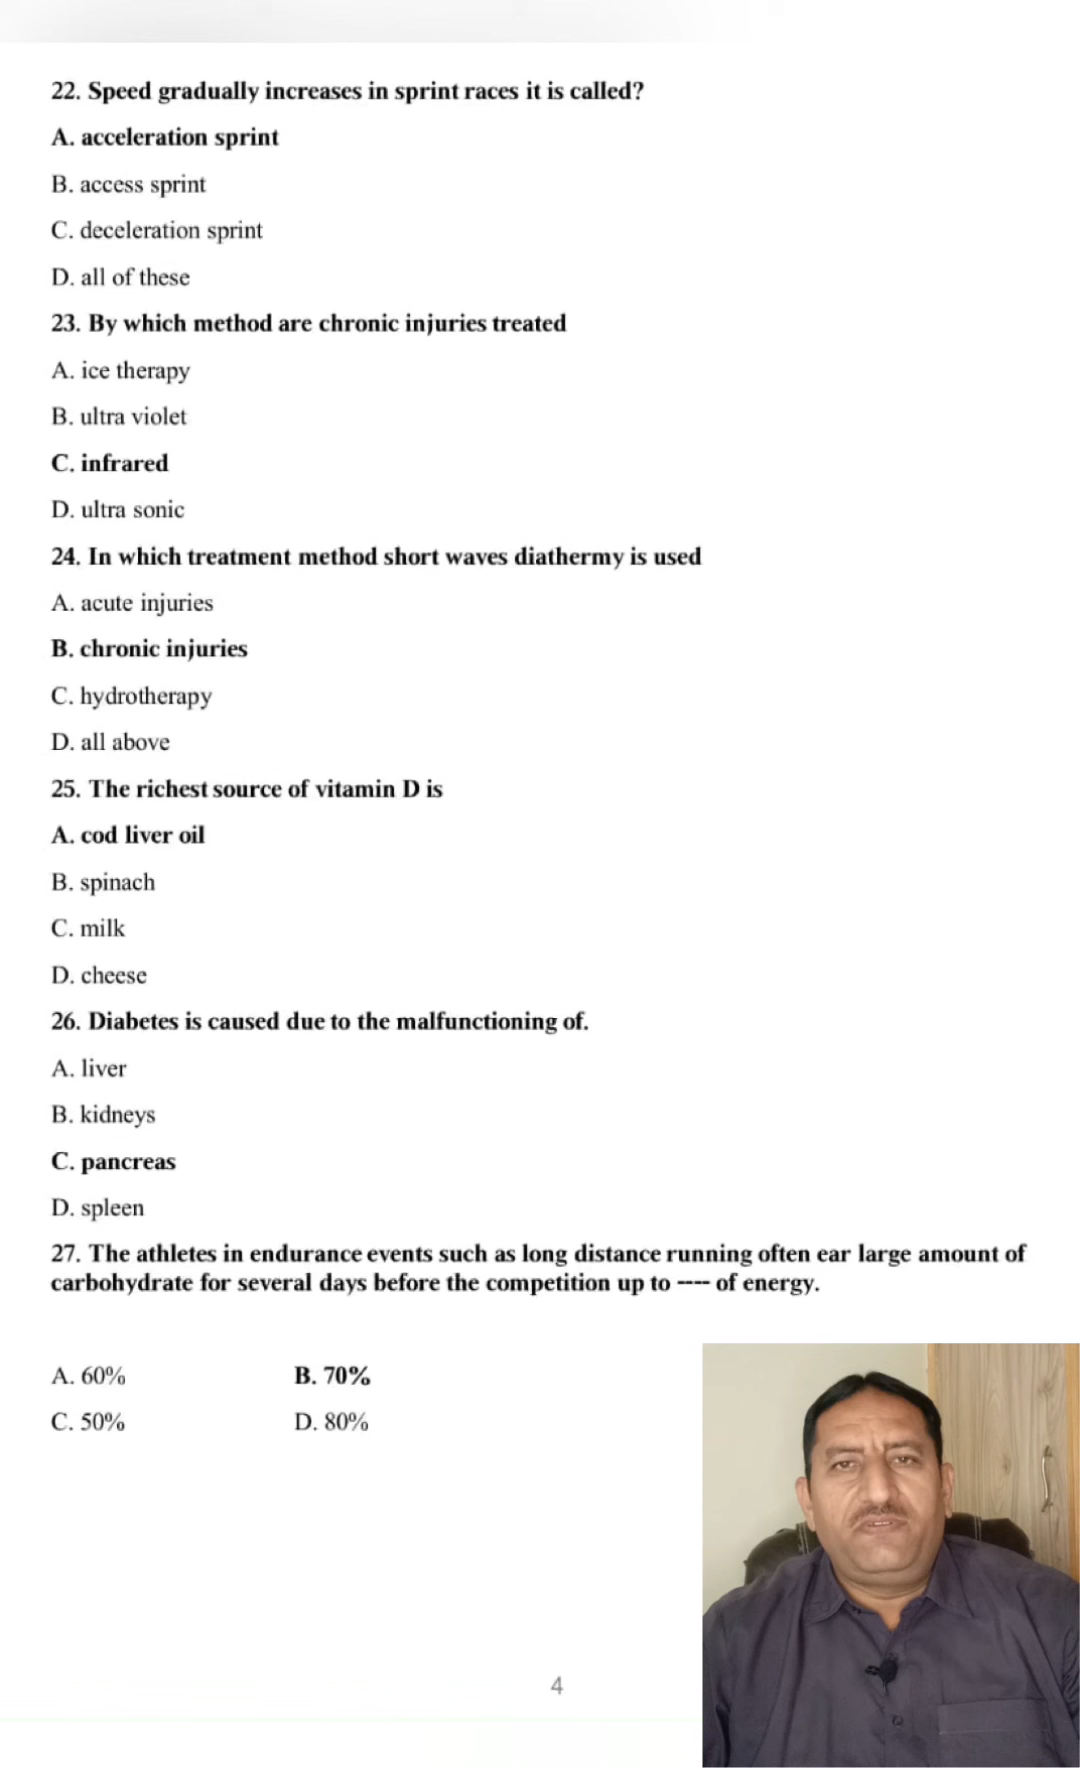 22. Speed gradually increases in sprint races it is called?
A. acceleration sprint
B. access sprint
C. deceleration sprint
D. all of these
23. By which method are chronic injuries treated
A. ice therapy
B. ultra violet
C. infrared
D. ultra sonic
24. In which treatment method short waves diathermy is used
A. acute injuries
B. chronic injuries
C. hydrotherapy
D. all above
25. The richest source of vitamin D is
A. cod liver oil
B. spinach
C. milk
D. cheese
26. Diabetes is caused due to the malfunctioning of.
A. liver
B. kidneys
C. pancreas
D. spleen
27. The athletes in endurance events such as long distance running often ear large amount of
carbohydrate for several days before the competition up to ---- of energy.
A. 60% B. 70%
C. 50% D. 80%
4